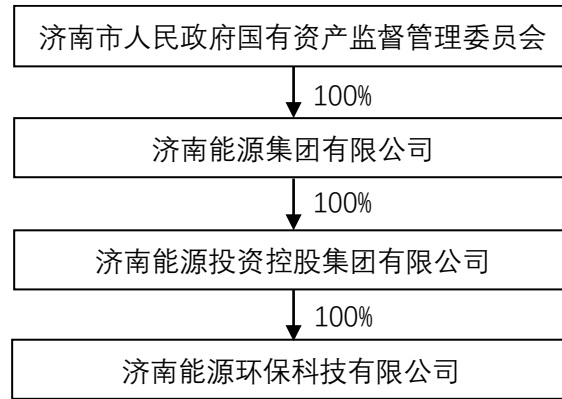 济南市人民政府国有资产监督管理委员会
100%
济南能源集团有限公司
100%
济南能源投资控股集团有限公司
100%
济南能源环保科技有限公司